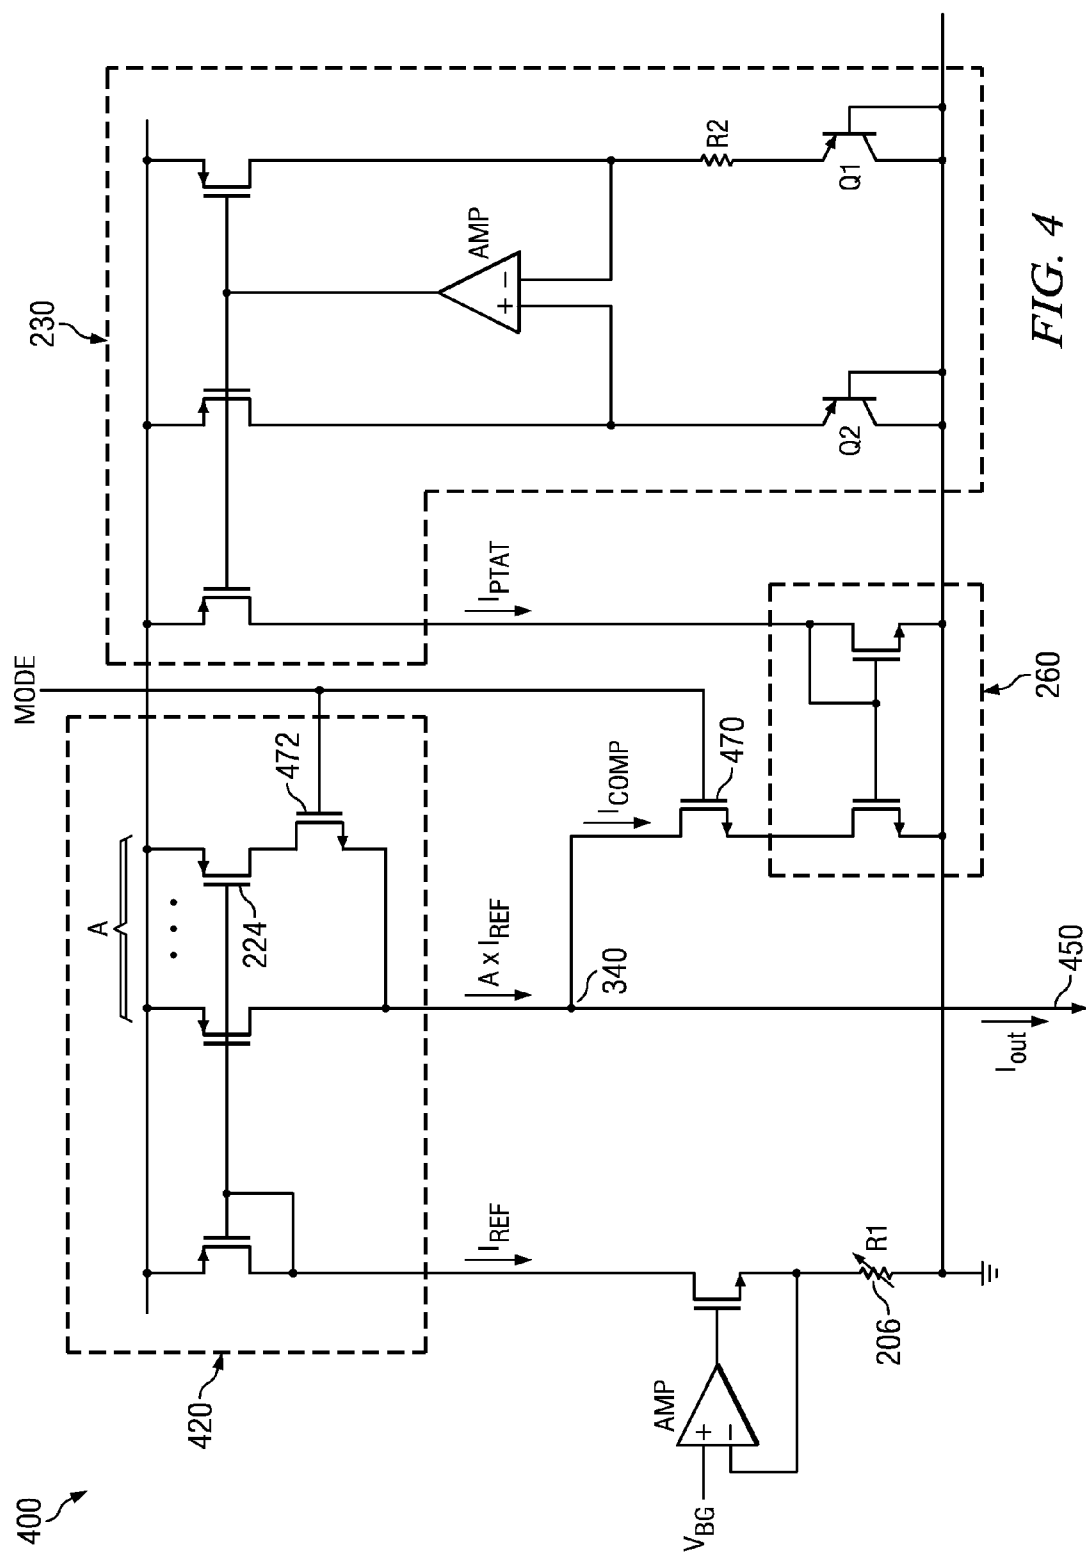 400
420
A
224
472
MODE
230
I_REF
A x I_REF
340
I_COMP
470
I_PTAT
AMP
+ −
R2
Q2
Q1
V_BG
AMP
+ −
206
R1
I_out
450
260
FIG. 4